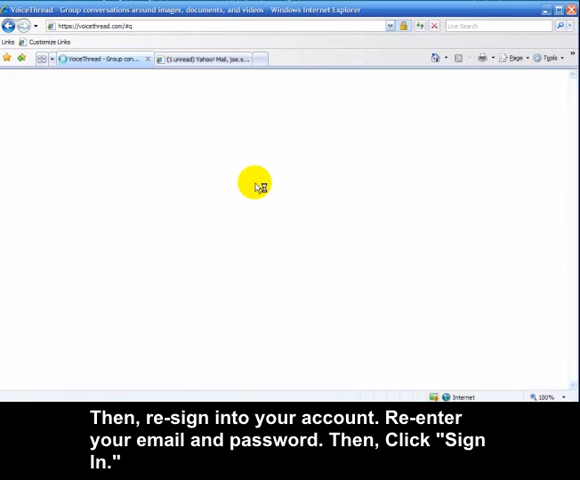 VoiceThread - Group conversations around images, documents, and videos - Windows Internet Explorer
https://voicethread.com/#q
Live Search
Links Customize Links
VoiceThread - Group con... (1 unread) Yahoo! Mail, joe.s...
Page Tools
Internet 100%
Then, re-sign into your account. Re-enter
your email and password. Then, Click "Sign
In."